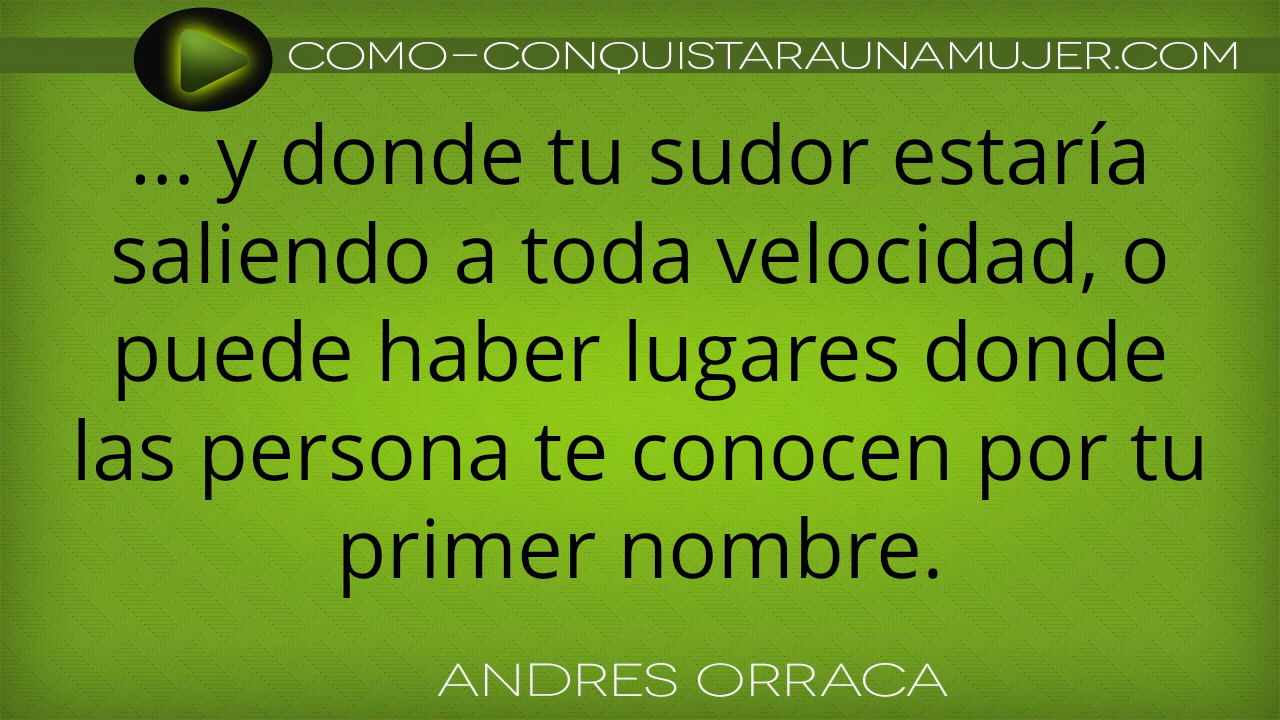 COMO-CONQUISTARAUNAMUJER.COM
... y donde tu sudor estaría
saliendo a toda velocidad, o
puede haber lugares donde
las persona te conocen por tu
primer nombre.
ANDRES ORRACA